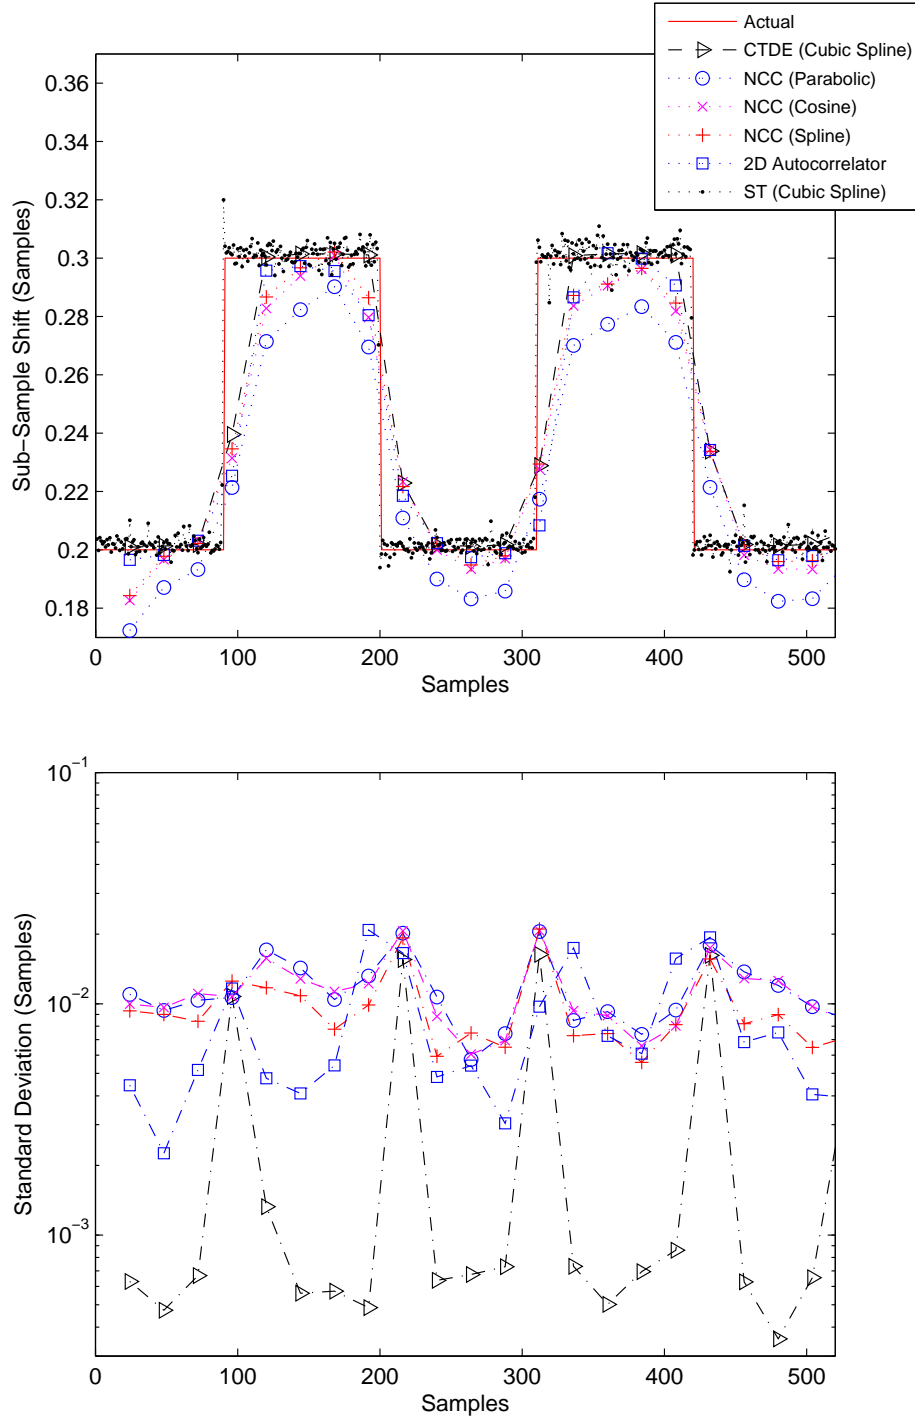 Actual
CTDE (Cubic Spline)
NCC (Parabolic)
NCC (Cosine)
NCC (Spline)
2D Autocorrelator
ST (Cubic Spline)
0.36
0.34
0.32
0.3
0.28
0.26
0.24
0.22
0.2
0.18
Sub−Sample Shift (Samples)
0 100 200 300 400 500
Samples
10−1
10−2
10−3
Standard Deviation (Samples)
0 100 200 300 400 500
Samples